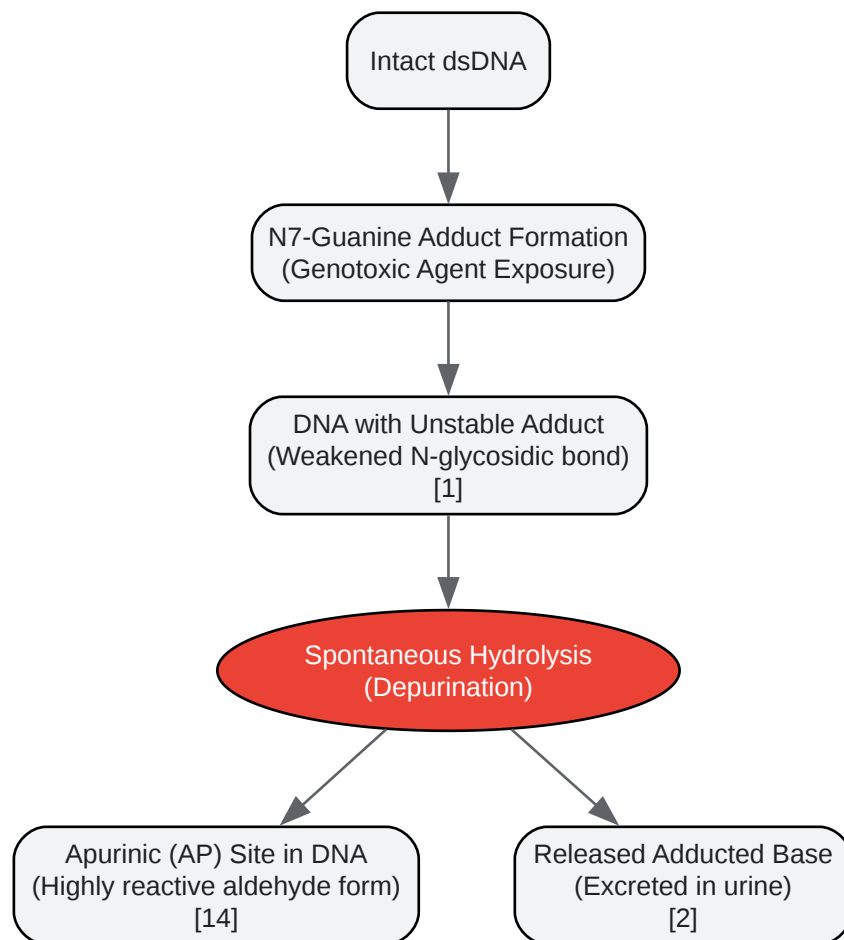 Intact dsDNA
N7-Guanine Adduct Formation
(Genotoxic Agent Exposure)
DNA with Unstable Adduct
(Weakened N-glycosidic bond)
[1]
Spontaneous Hydrolysis
(Depurination)
Apurinic (AP) Site in DNA
(Highly reactive aldehyde form)
[14]
Released Adducted Base
(Excreted in urine)
[2]